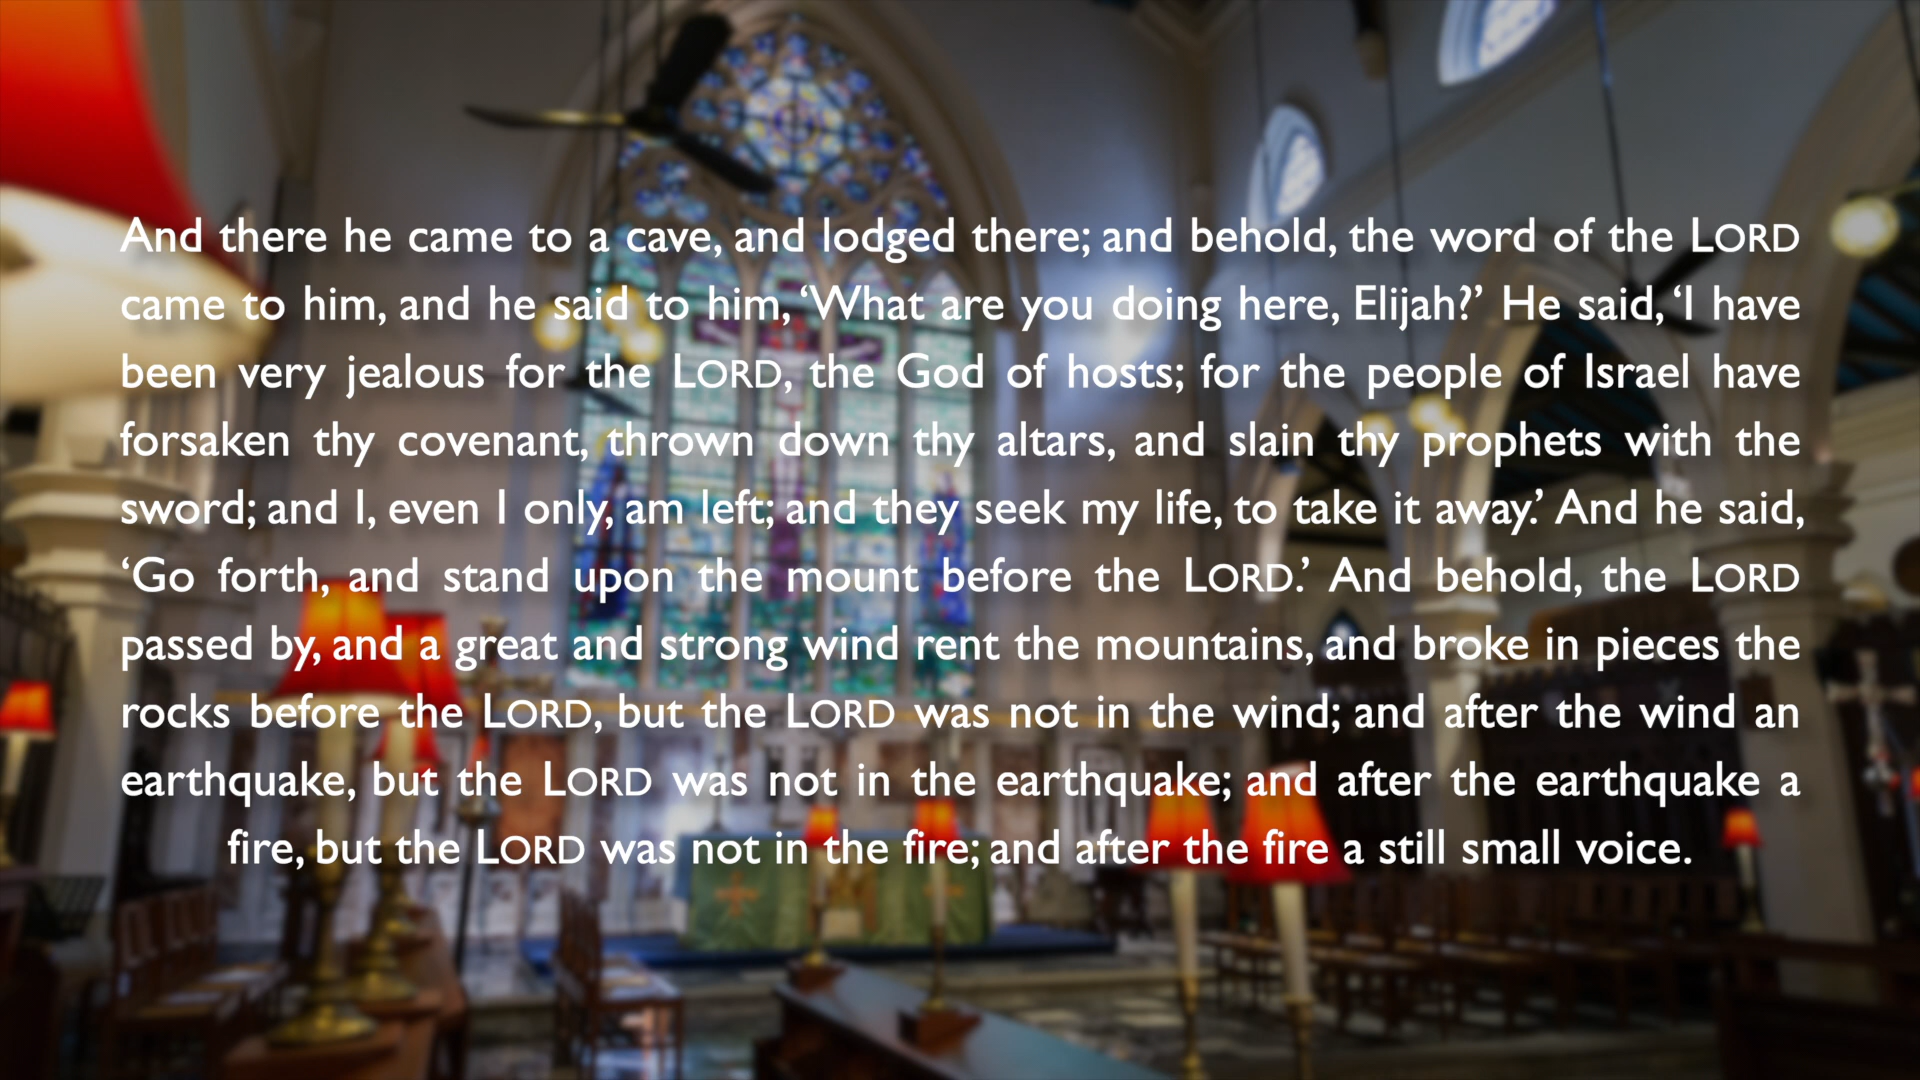 And there he came to a cave, and lodged there; and behold, the word of the LORD
came to him, and he said to him, ‘What are you doing here, Elijah?’ He said, ‘I have
been very jealous for the LORD, the God of hosts; for the people of Israel have
forsaken thy covenant, thrown down thy altars, and slain thy prophets with the
sword; and I, even I only, am left; and they seek my life, to take it away.’ And he said,
‘Go forth, and stand upon the mount before the LORD.’ And behold, the LORD
passed by, and a great and strong wind rent the mountains, and broke in pieces the
rocks before the LORD, but the LORD was not in the wind; and after the wind an
earthquake, but the LORD was not in the earthquake; and after the earthquake a
fire, but the LORD was not in the fire; and after the fire a still small voice.